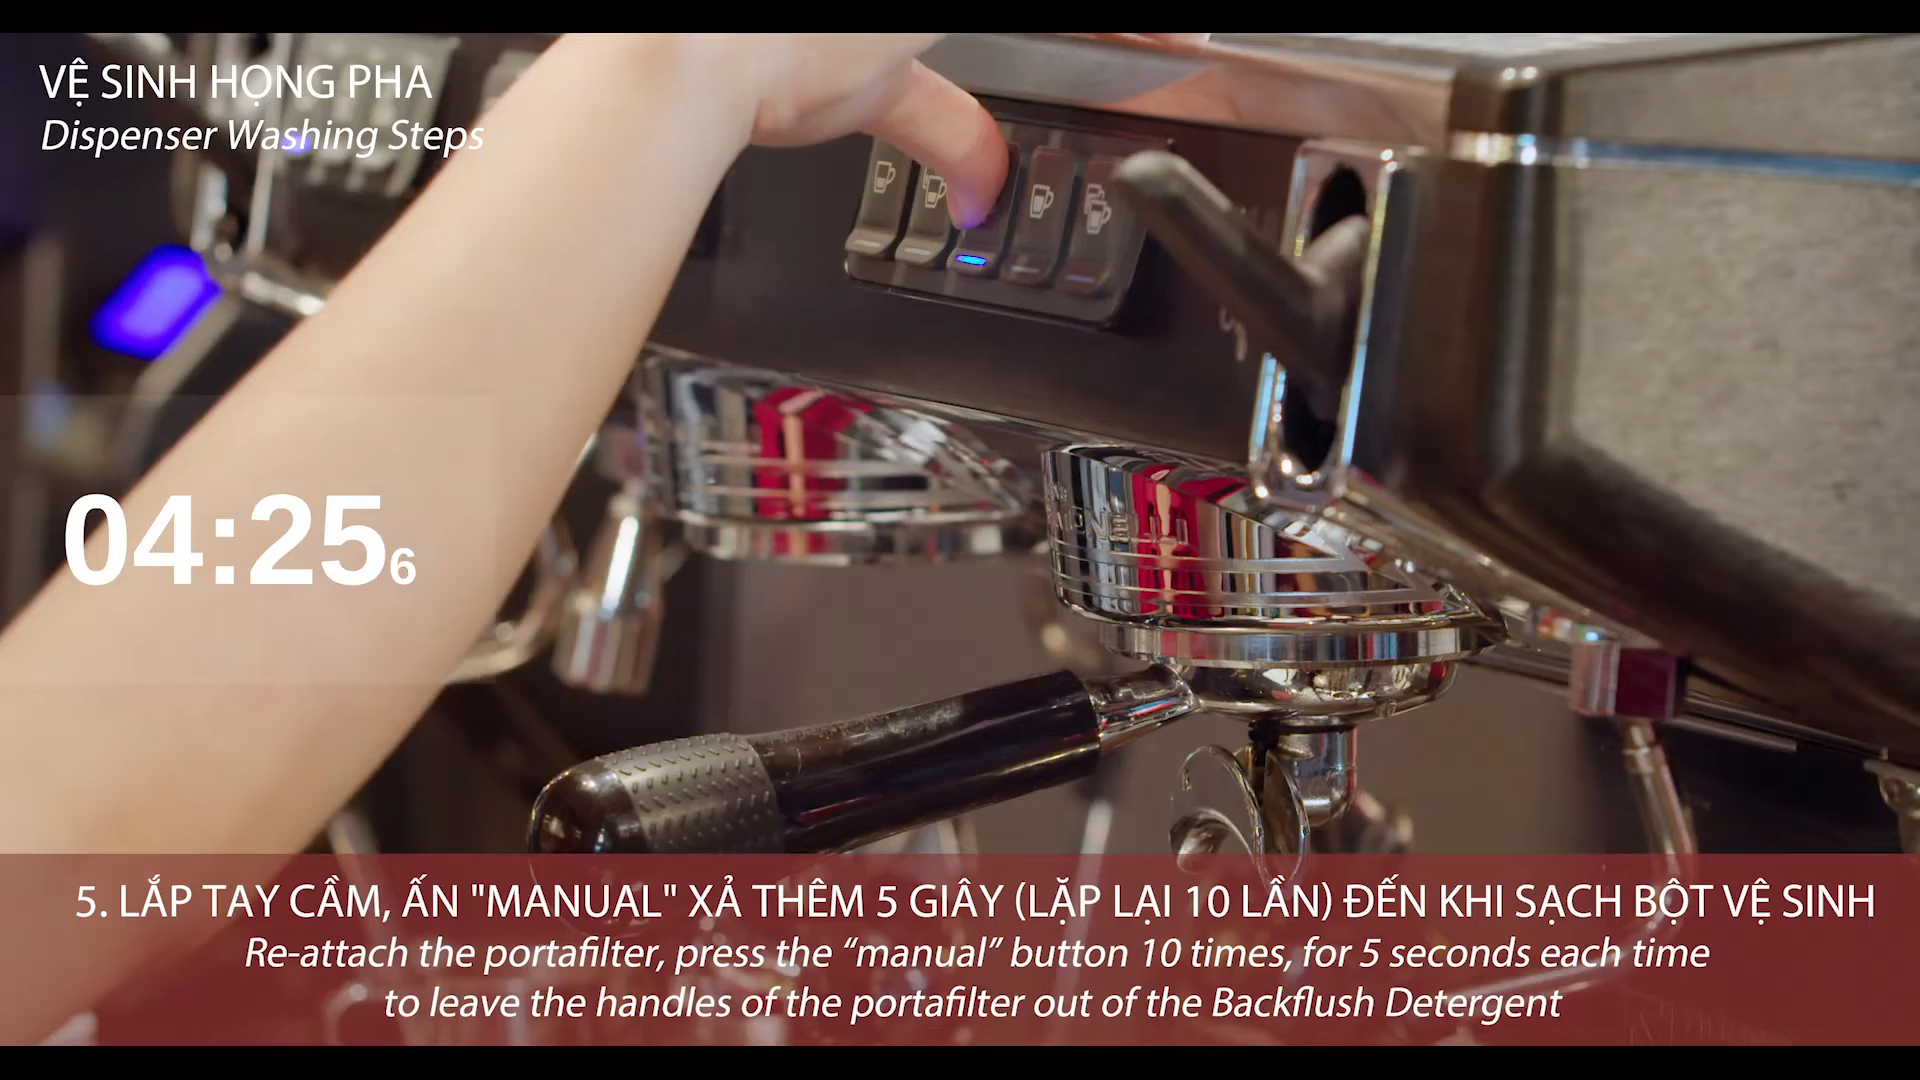 VỆ SINH HỌNG PHA
Dispenser Washing Steps
04:256
5. LẮP TAY CẦM, ẤN "MANUAL" XẢ THÊM 5 GIÂY (LẶP LẠI 10 LẦN) ĐẾN KHI SẠCH BỘT VỆ SINH
Re-attach the portafilter, press the “manual” button 10 times, for 5 seconds each time
to leave the handles of the portafilter out of the Backflush Detergent